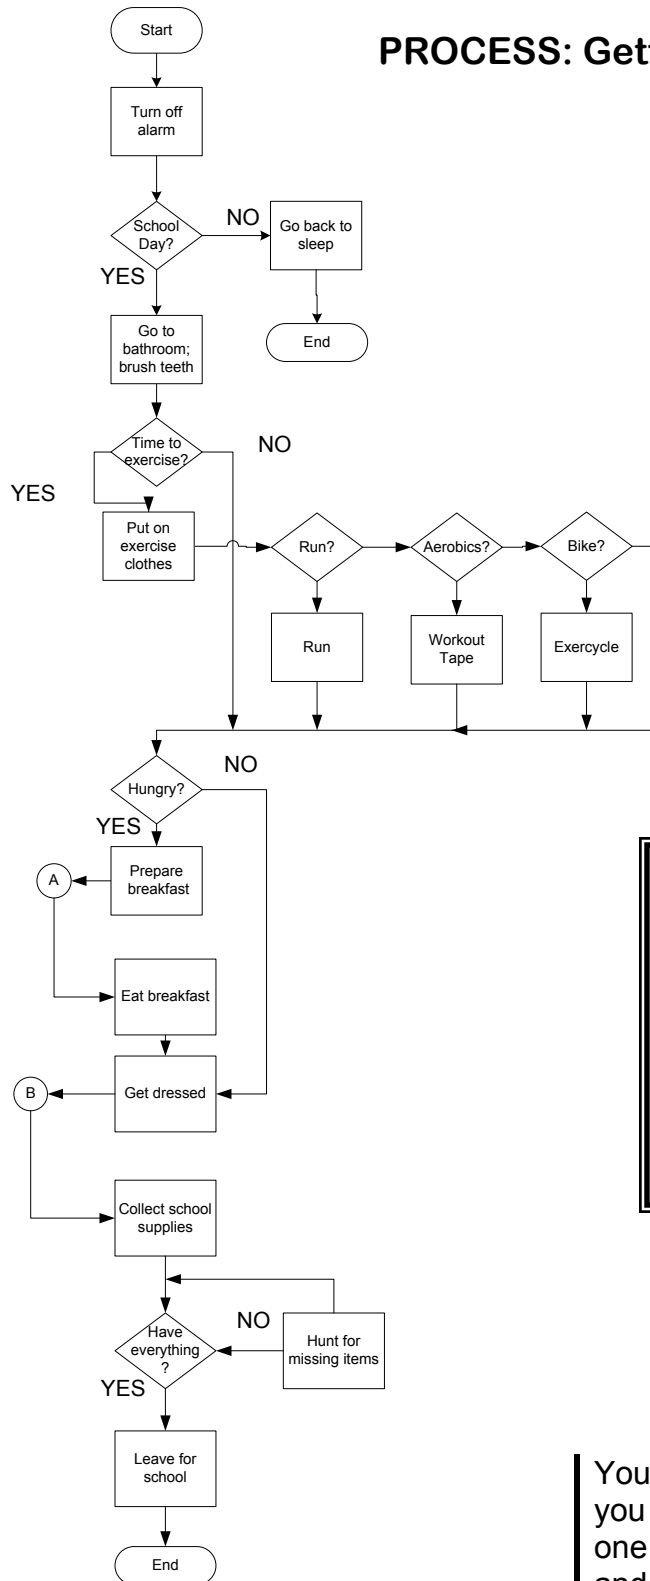 Start
PROCESS: Gett
Turn off
alarm
School
Day?
NO
Go back to
sleep
YES
End
Go to
bathroom;
brush teeth
Time to
exercise?
NO
YES
Put on
exercise
clothes
Run?
Aerobics?
Bike?
Run
Workout
Tape
Exercycle
Hungry?
NO
YES
Prepare
breakfast
A
Eat breakfast
Get dressed
B
Collect school
supplies
Have
everything
?
NO
Hunt for
missing items
YES
Leave for
school
End
You
you
one